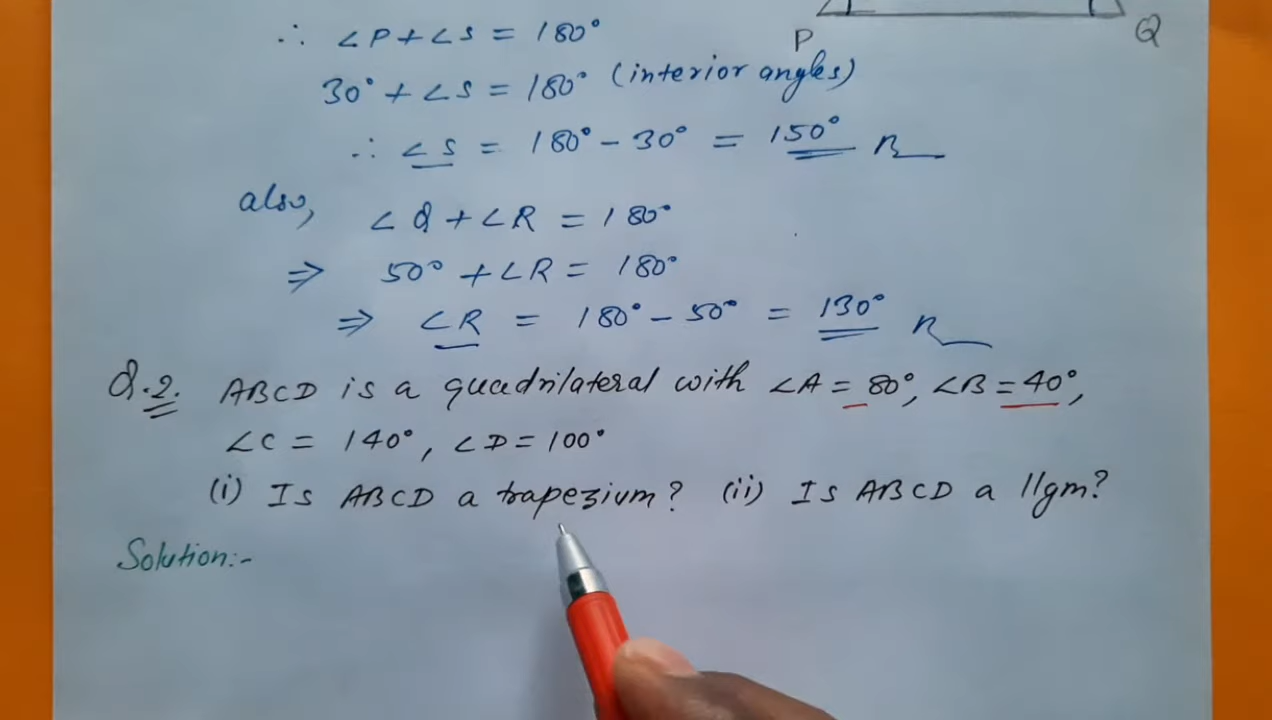 P Q
∴ ∠P + ∠S = 180°
30° + ∠S = 180° (interior angles)
∴ ∠S = 180° - 30° = 150°
also, ∠Q + ∠R = 180°
⇒ 50° + ∠R = 180°
⇒ ∠R = 180° - 50° = 130°
Q.2. ABCD is a quadrilateral with ∠A = 80°, ∠B = 40°,
∠C = 140°, ∠D = 100°
(i) Is ABCD a trapezium? (ii) Is ABCD a llgm?
Solution:-